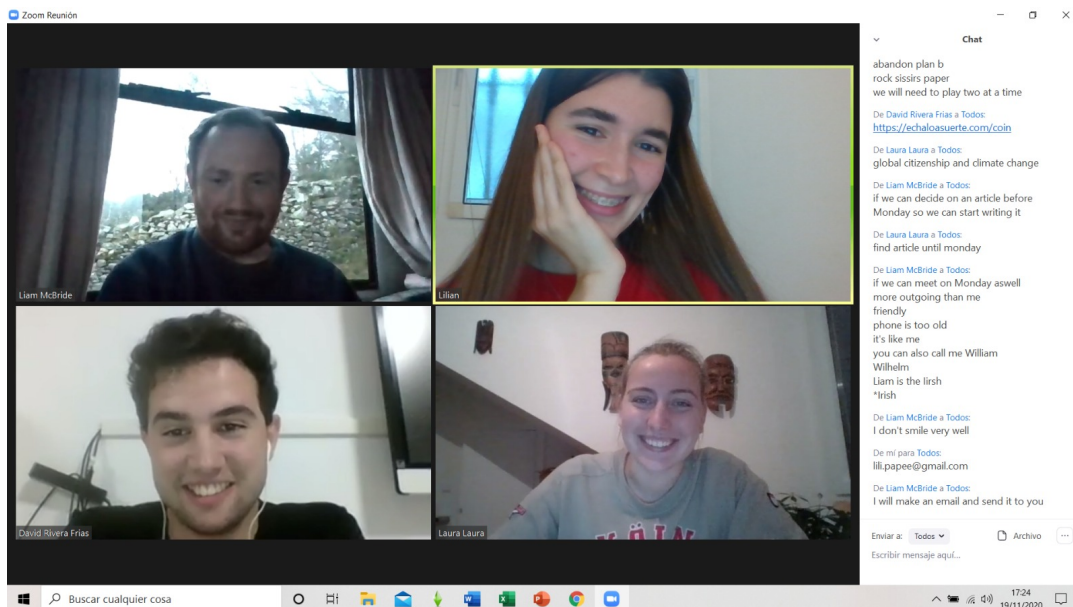 Zoom Reunión
Liam McBride
Lilian
David Rivera Frías
Laura Laura
KÖLN
Chat
abandon plan b
rock sissirs paper
we will need to play two at a time
De David Rivera Frías a Todos:
https://echaloasuerte.com/coin
De Laura Laura a Todos:
global citizenship and climate change
De Liam McBride a Todos:
if we can decide on an article before
Monday so we can start writing it
De Laura Laura a Todos:
find article until monday
De Liam McBride a Todos:
if we can meet on Monday aswell
more outgoing than me
friendly
phone is too old
it's like me
you can also call me William
Wilhelm
Liam is the Iirsh
*Irish
De Liam McBride a Todos:
I don't smile very well
De mí para Todos:
lili.papee@gmail.com
De Liam McBride a Todos:
I will make an email and send it to you
Enviar a: Todos
Archivo
Escribir mensaje aquí...
Buscar cualquier cosa
17:24
19/11/2020